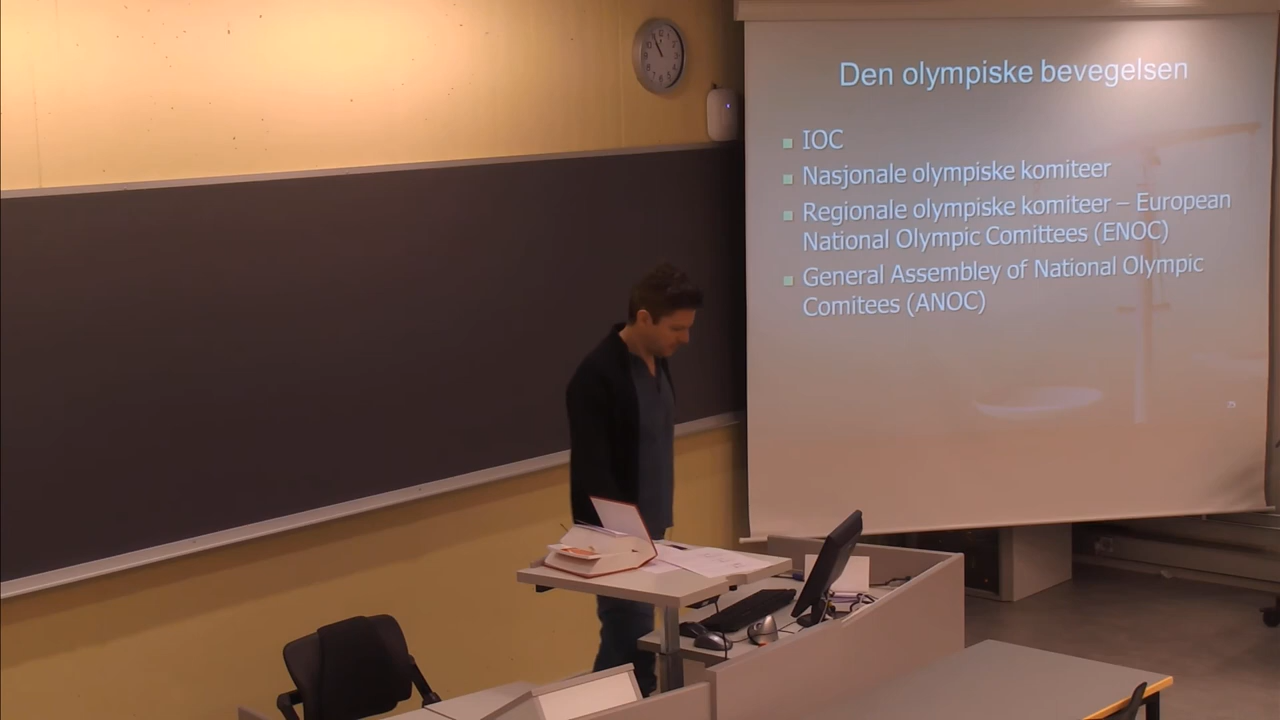 Den olympiske bevegelsen
IOC
Nasjonale olympiske komiteer
Regionale olympiske komiteer – European
National Olympic Comittees (ENOC)
General Assembley of National Olympic
Comitees (ANOC)
25